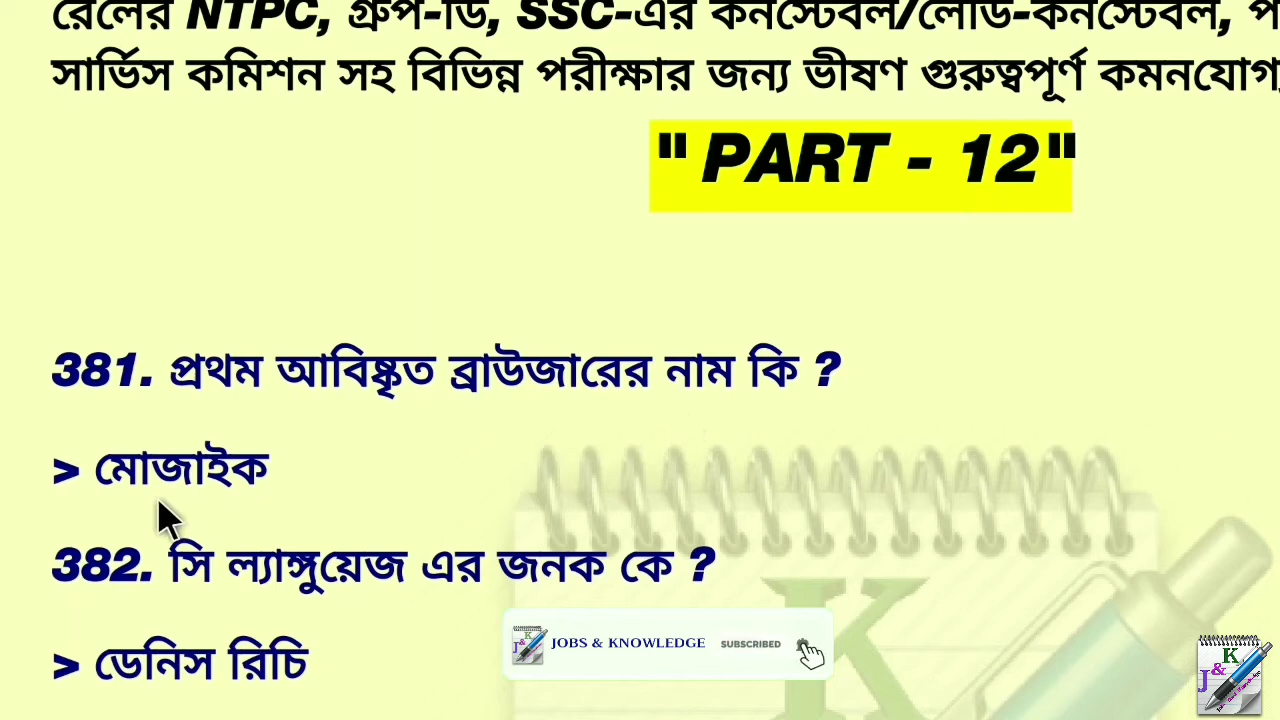 রেলের NTPC, গ্রুপ-ডি, SSC-এর কনস্টেবল/লেডি-কনস্টেবল,
সার্ভিস কমিশন সহ বিভিন্ন পরীক্ষার জন্য ভীষণ গুরুত্বপূর্ণ কমনযোগ্য
" PART - 12"
381. প্রথম আবিষ্কৃত ব্রাউজারের নাম কি ?
> মোজাইক
382. সি ল্যাঙ্গুয়েজ এর জনক কে ?
JOBS & KNOWLEDGE SUBSCRIBED
> ডেনিস রিচি
J&K